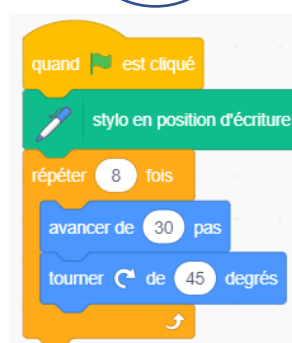 quand est cliqué
stylo en position d'écriture
répéter 8 fois
avancer de 30 pas
tourner de 45 degrés